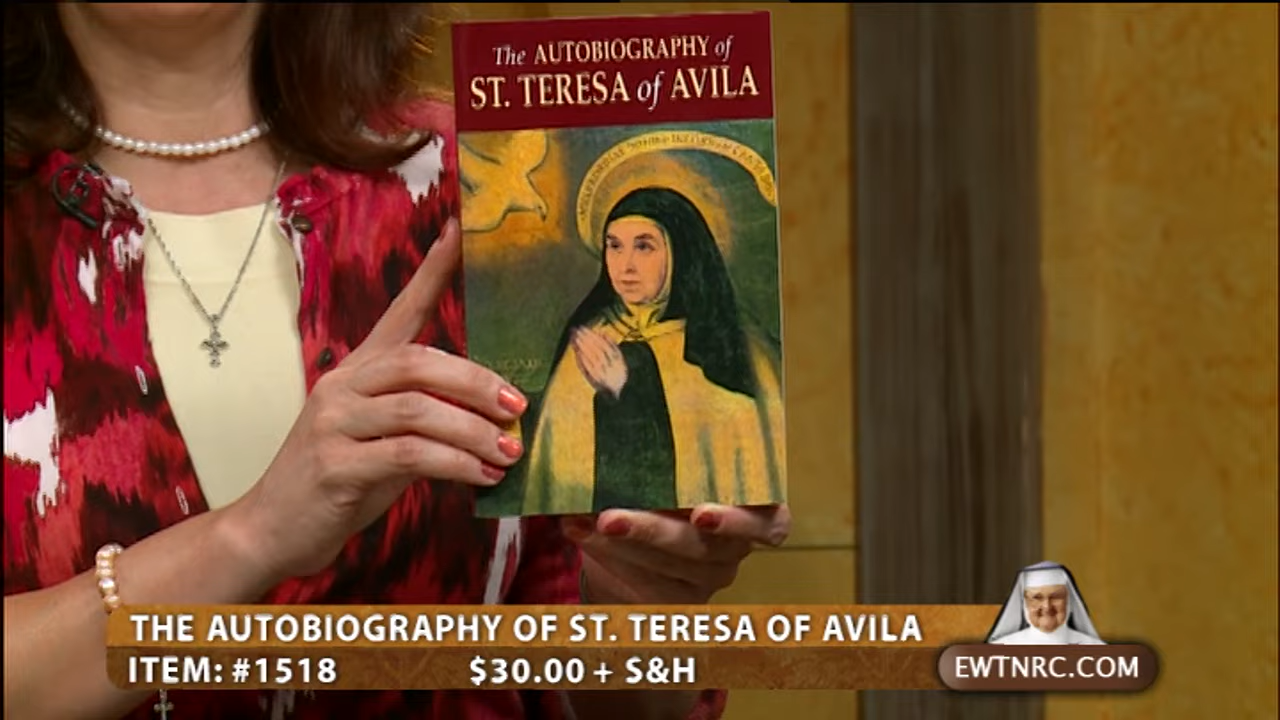 The AUTOBIOGRAPHY of
ST. TERESA of AVILA
THE AUTOBIOGRAPHY OF ST. TERESA OF AVILA
ITEM: #1518 $30.00 + S&H
EWTNRC.COM